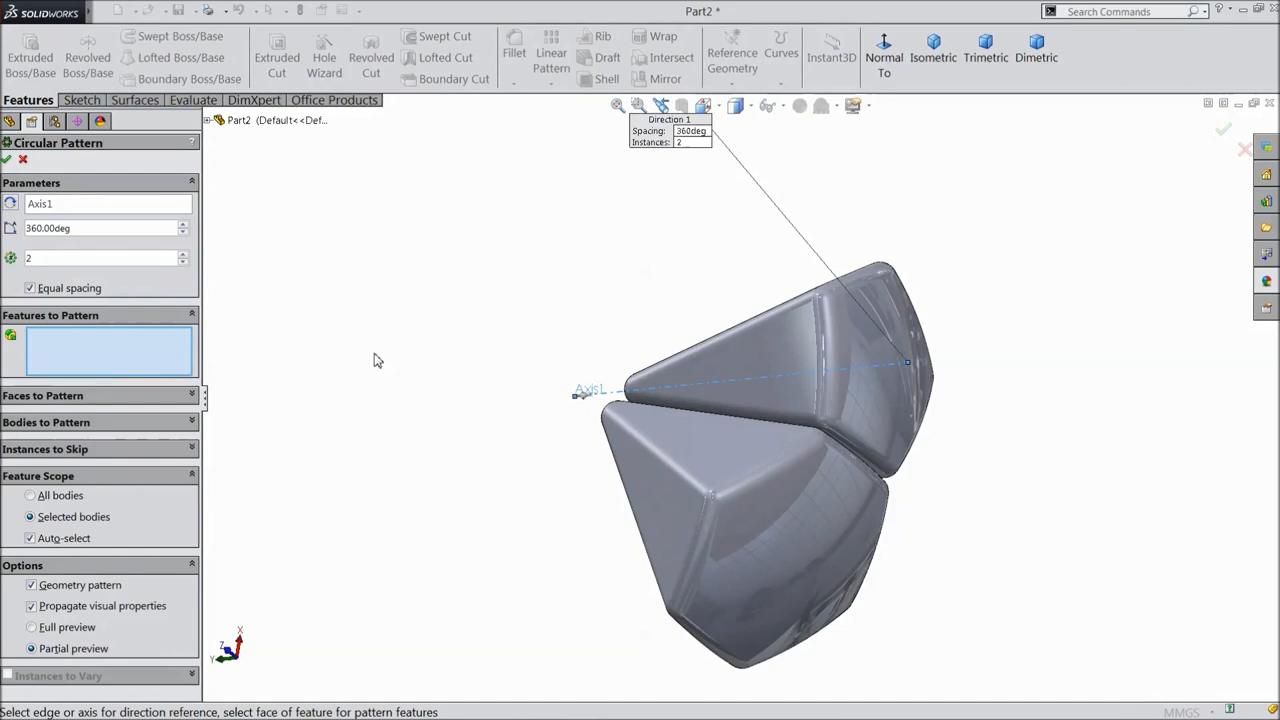 SOLIDWORKS
Part2 *
Search Commands
Extruded Boss/Base
Revolved Boss/Base
Swept Boss/Base
Lofted Boss/Base
Boundary Boss/Base
Extruded Cut
Hole Wizard
Revolved Cut
Swept Cut
Lofted Cut
Boundary Cut
Fillet
Linear Pattern
Rib
Draft
Shell
Wrap
Intersect
Mirror
Reference Geometry
Curves
Instant3D
Normal To
Isometric
Trimetric
Dimetric
Features
Sketch
Surfaces
Evaluate
DimXpert
Office Products
Part2 (Default<<Def...
Circular Pattern
?
Parameters
Axis1
360.00deg
2
Equal spacing
Features to Pattern
Faces to Pattern
Bodies to Pattern
Instances to Skip
Feature Scope
All bodies
Selected bodies
Auto-select
Options
Geometry pattern
Propagate visual properties
Full preview
Partial preview
Instances to Vary
Direction 1
Spacing: 360deg
Instances: 2
Axis1
X
Y
Z
Select edge or axis for direction reference, select face of feature for pattern features
MMGS